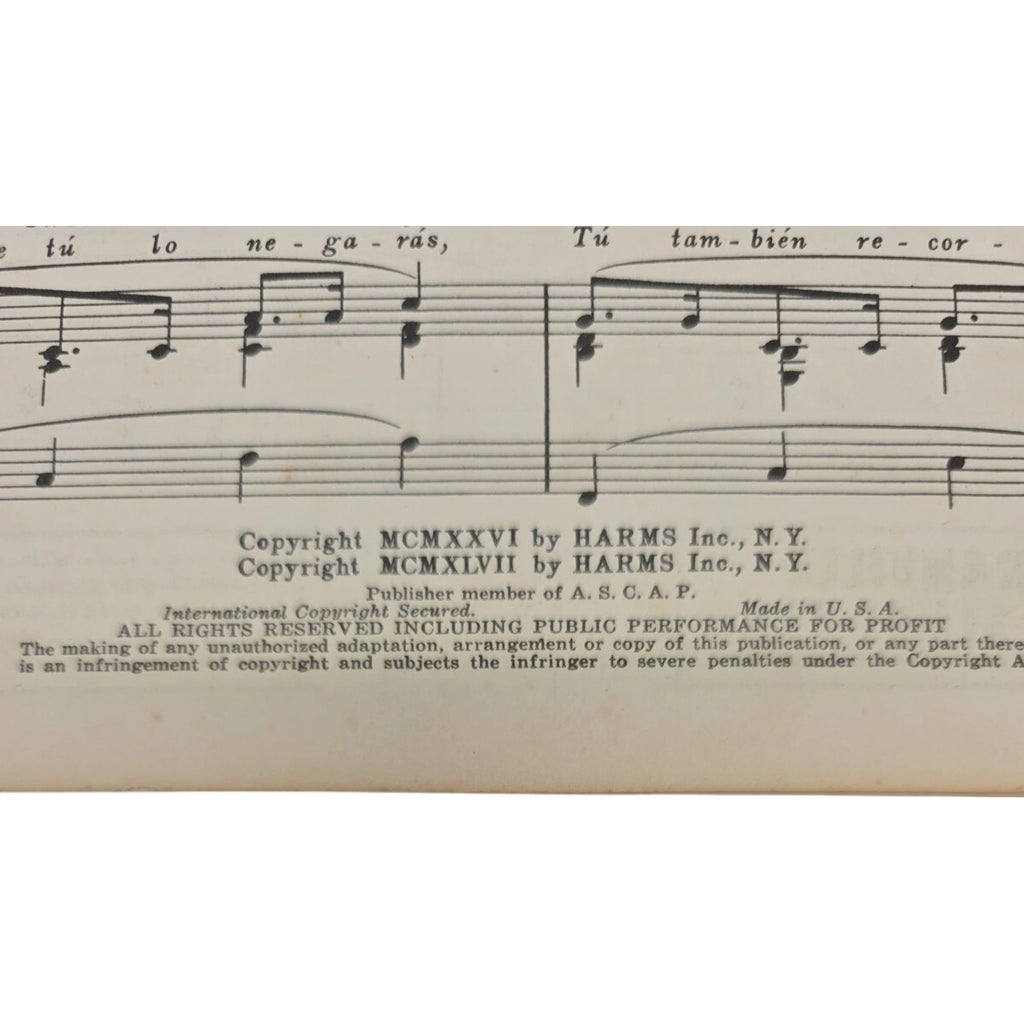 tú lo ne - ga - rás, Tú tam - bién re - cor -
Copyright MCMXXVI by HARMS Inc., N. Y.
Copyright MCMXLVII by HARMS Inc., N. Y.
Publisher member of A. S. C. A. P.
International Copyright Secured. Made in U. S. A.
ALL RIGHTS RESERVED INCLUDING PUBLIC PERFORMANCE FOR PROFIT
The making of any unauthorized adaptation, arrangement or copy of this publication, or any part there
is an infringement of copyright and subjects the infringer to severe penalties under the Copyright A